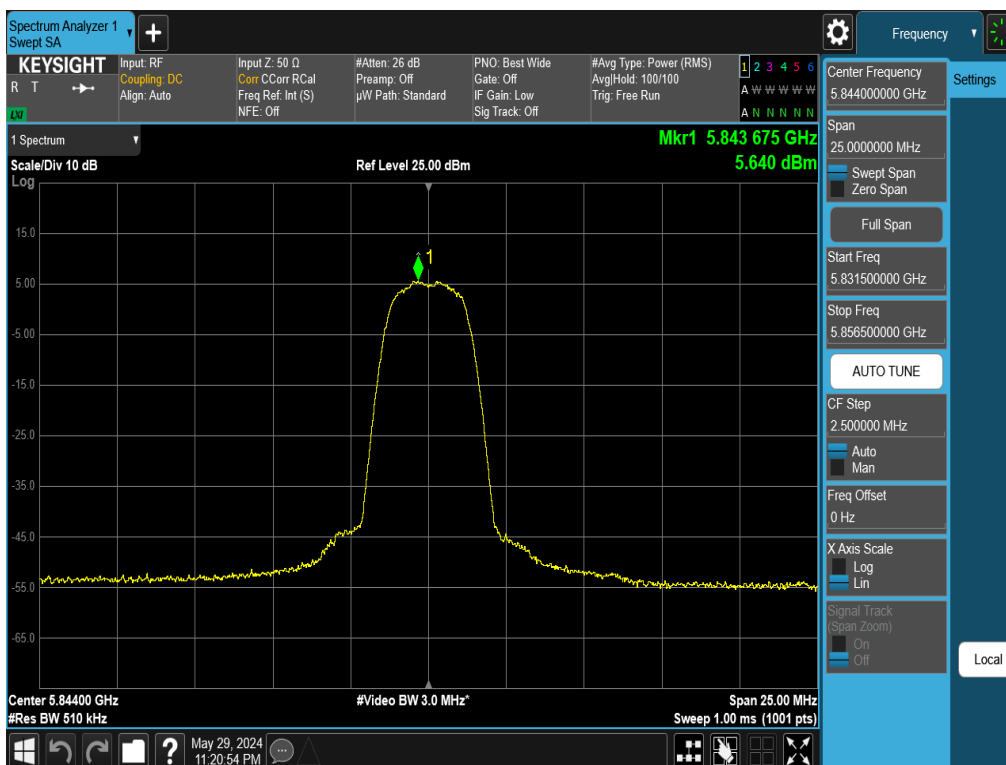 Spectrum Analyzer 1
Swept SA
+
Frequency
KEYSIGHT
R T
LXI
Input: RF
Coupling: DC
Align: Auto
Input Z: 50 Ω
Corr CCorr RCal
Freq Ref: Int (S)
NFE: Off
#Atten: 26 dB
Preamp: Off
µW Path: Standard
PNO: Best Wide
Gate: Off
IF Gain: Low
Sig Track: Off
#Avg Type: Power (RMS)
Avg|Hold: 100/100
Trig: Free Run
1 2 3 4 5 6
A W W W W W
A N N N N N
1 Spectrum
Scale/Div 10 dB
Log
Ref Level 25.00 dBm
Mkr1 5.843 675 GHz
5.640 dBm
15.0
5.00
-5.00
-15.0
-25.0
-35.0
-45.0
-55.0
-65.0
1
Center 5.84400 GHz
#Res BW 510 kHz
#Video BW 3.0 MHz*
Span 25.00 MHz
Sweep 1.00 ms (1001 pts)
Center Frequency
5.844000000 GHz
Settings
Span
25.0000000 MHz
Swept Span
Zero Span
Full Span
Start Freq
5.831500000 GHz
Stop Freq
5.856500000 GHz
AUTO TUNE
CF Step
2.500000 MHz
Auto
Man
Freq Offset
0 Hz
X Axis Scale
Log
Lin
Signal Track
(Span Zoom)
On
Off
Local
?
May 29, 2024
11:20:54 PM